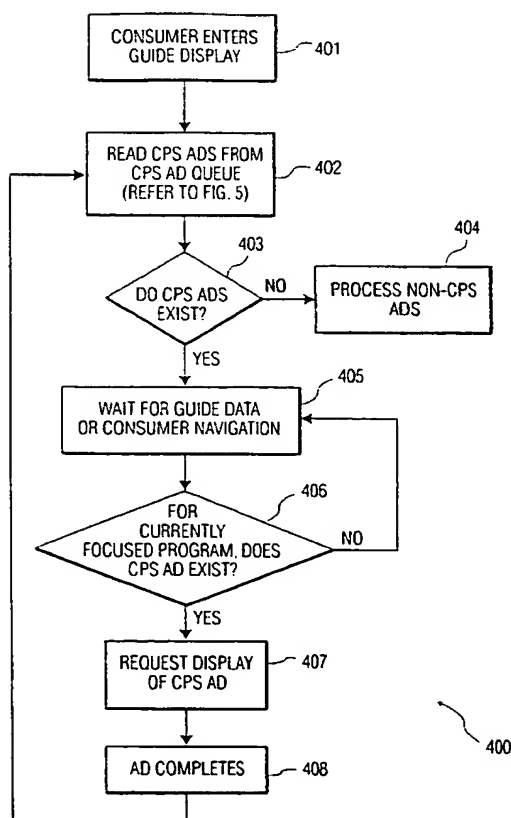 CONSUMER ENTERS
GUIDE DISPLAY
401
READ CPS ADS FROM
CPS AD QUEUE
(REFER TO FIG. 5)
402
403
DO CPS ADS
EXIST?
NO
404
PROCESS NON-CPS
ADS
YES
405
WAIT FOR GUIDE DATA
OR CONSUMER NAVIGATION
406
FOR
CURRENTLY
FOCUSED PROGRAM, DOES
CPS AD EXIST?
NO
YES
REQUEST DISPLAY
OF CPS AD
407
AD COMPLETES
408
400